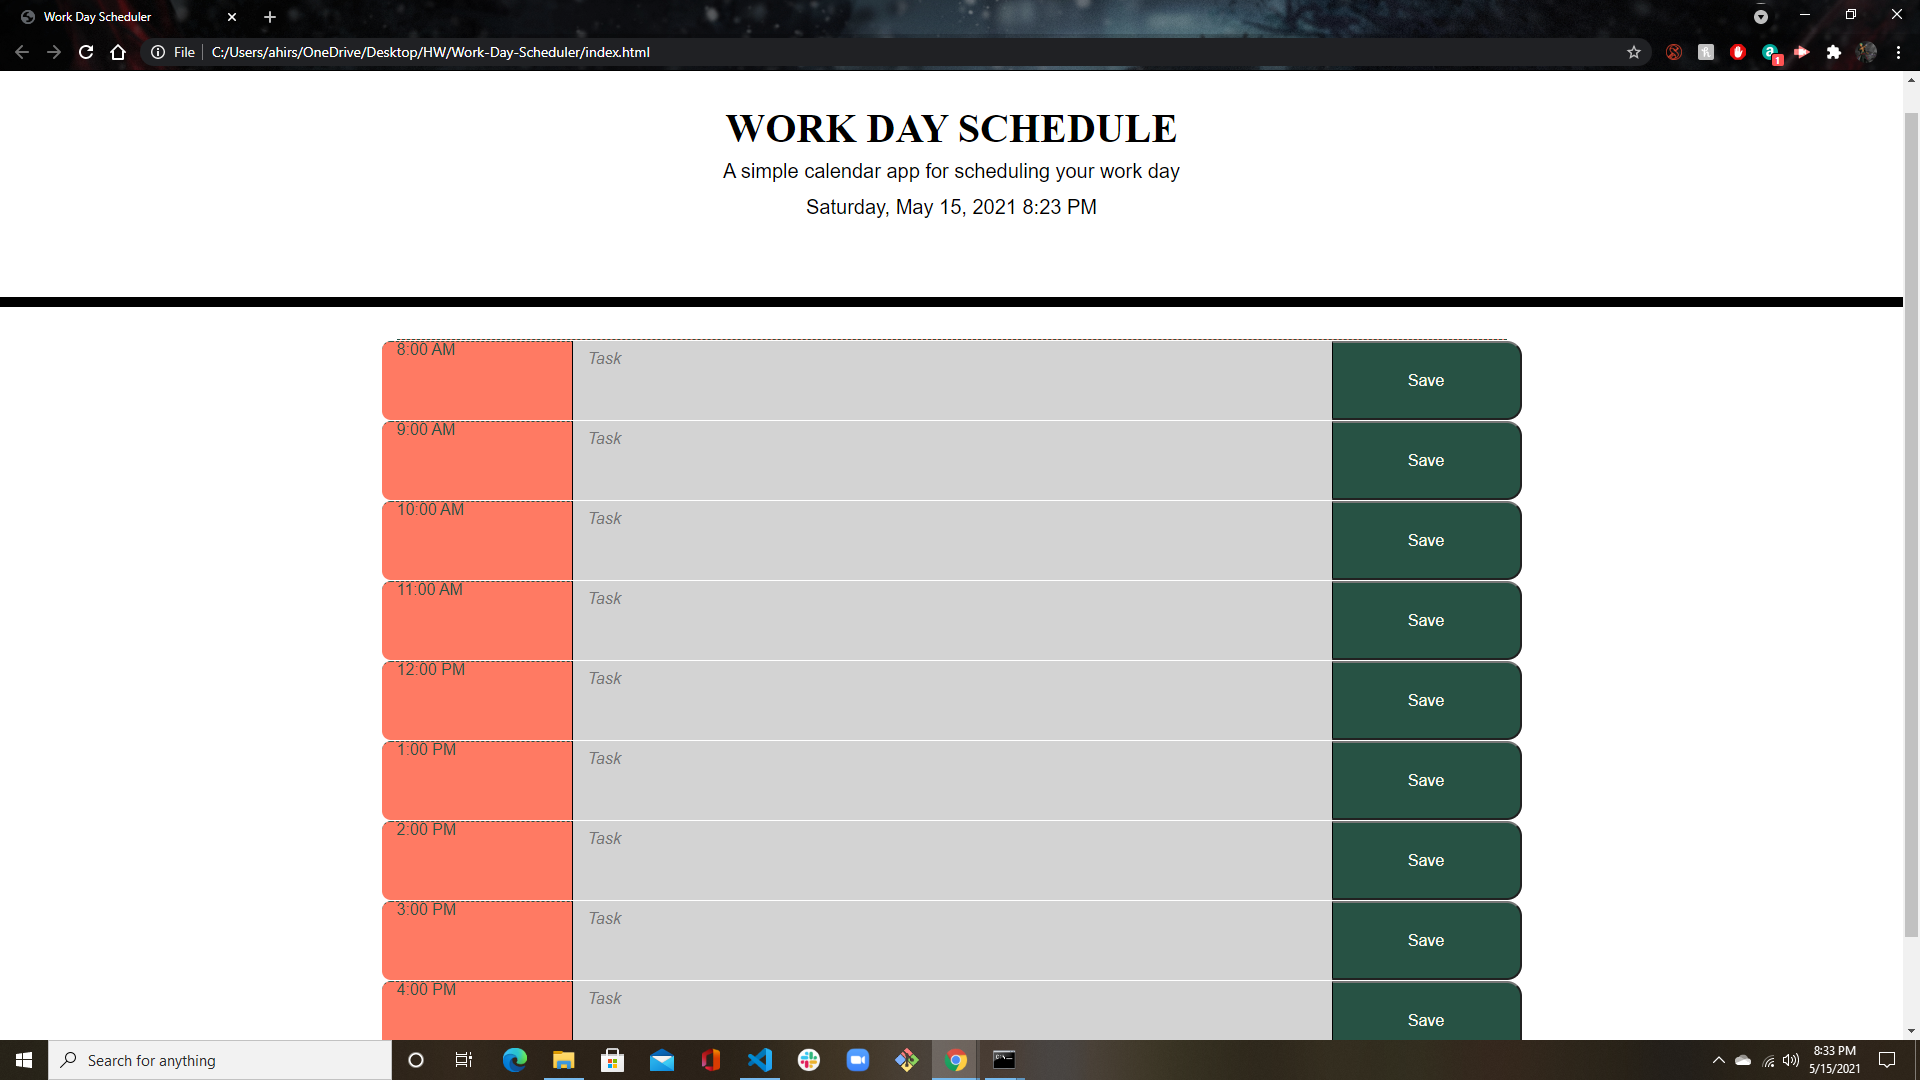 Work Day Scheduler
File C:/Users/ahirs/OneDrive/Desktop/HW/Work-Day-Scheduler/index.html
1
WORK DAY SCHEDULE
A simple calendar app for scheduling your work day
Saturday, May 15, 2021 8:23 PM
8:00 AM Task Save
9:00 AM Task Save
10:00 AM Task Save
11:00 AM Task Save
12:00 PM Task Save
1:00 PM Task Save
2:00 PM Task Save
3:00 PM Task Save
4:00 PM Task Save
Search for anything
8:33 PM
5/15/2021